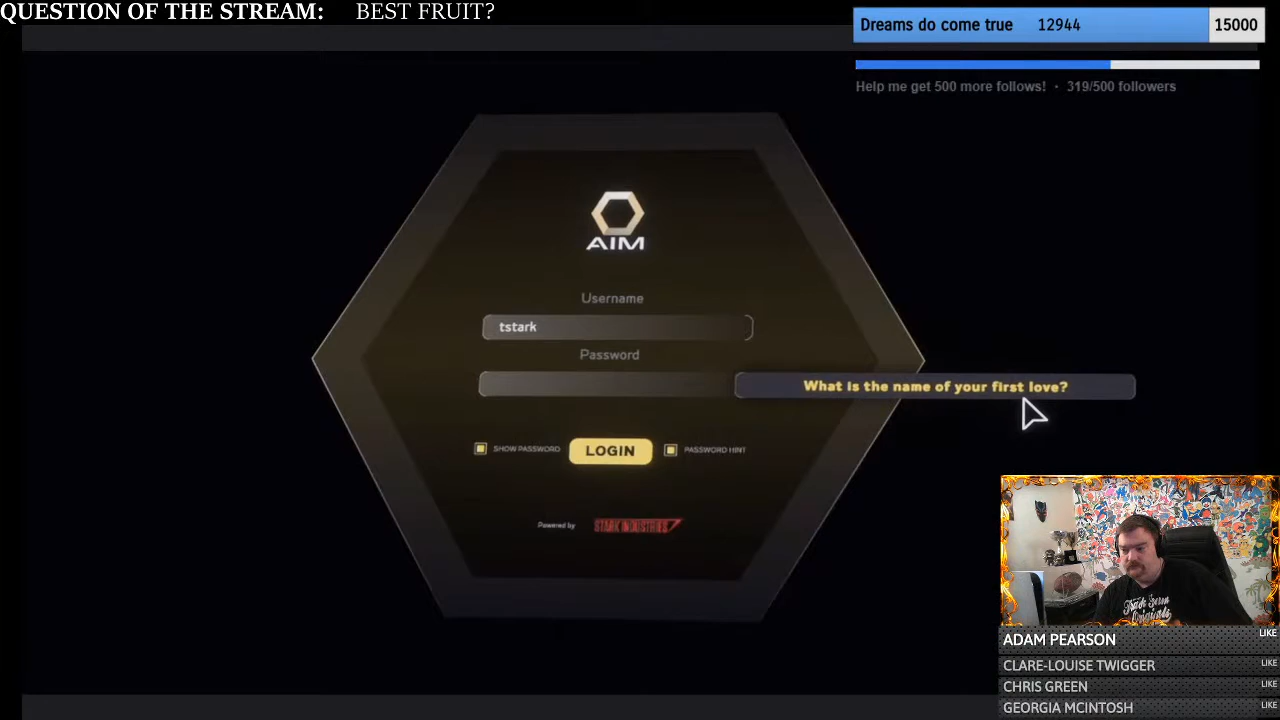 QUESTION OF THE STREAM: BEST FRUIT?
Dreams do come true 12944 15000
Help me get 500 more follows! · 319/500 followers
AIM
Username
tstark
Password
What is the name of your first love?
SHOW PASSWORD LOGIN PASSWORD HINT
Powered by STARK INDUSTRIES
ADAM PEARSON LIKE
CLARE-LOUISE TWIGGER LIKE
CHRIS GREEN LIKE
GEORGIA MCINTOSH LIKE